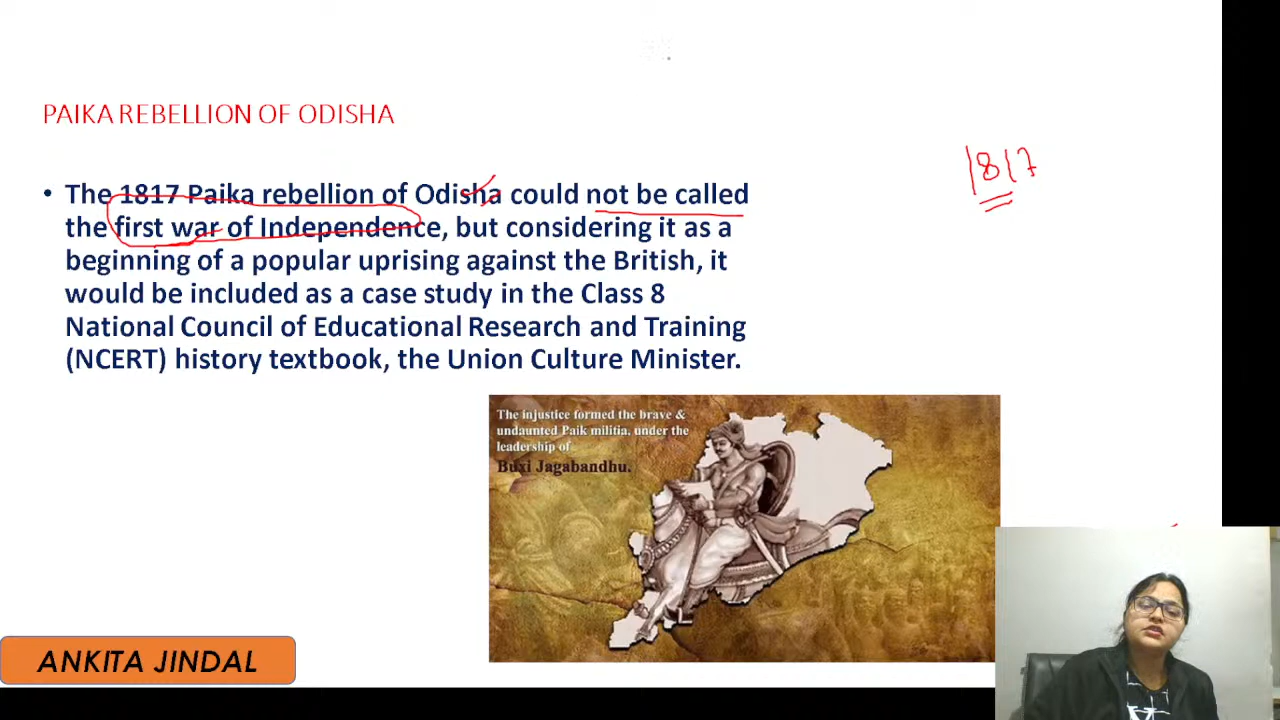 PAIKA REBELLION OF ODISHA
1817
• The 1817 Paika rebellion of Odisha could not be called
the first war of Independence, but considering it as a
beginning of a popular uprising against the British, it
would be included as a case study in the Class 8
National Council of Educational Research and Training
(NCERT) history textbook, the Union Culture Minister.
The injustice formed the brave &
undaunted Paik militia, under the
leadership of
Buxi Jagabandhu.
ANKITA JINDAL